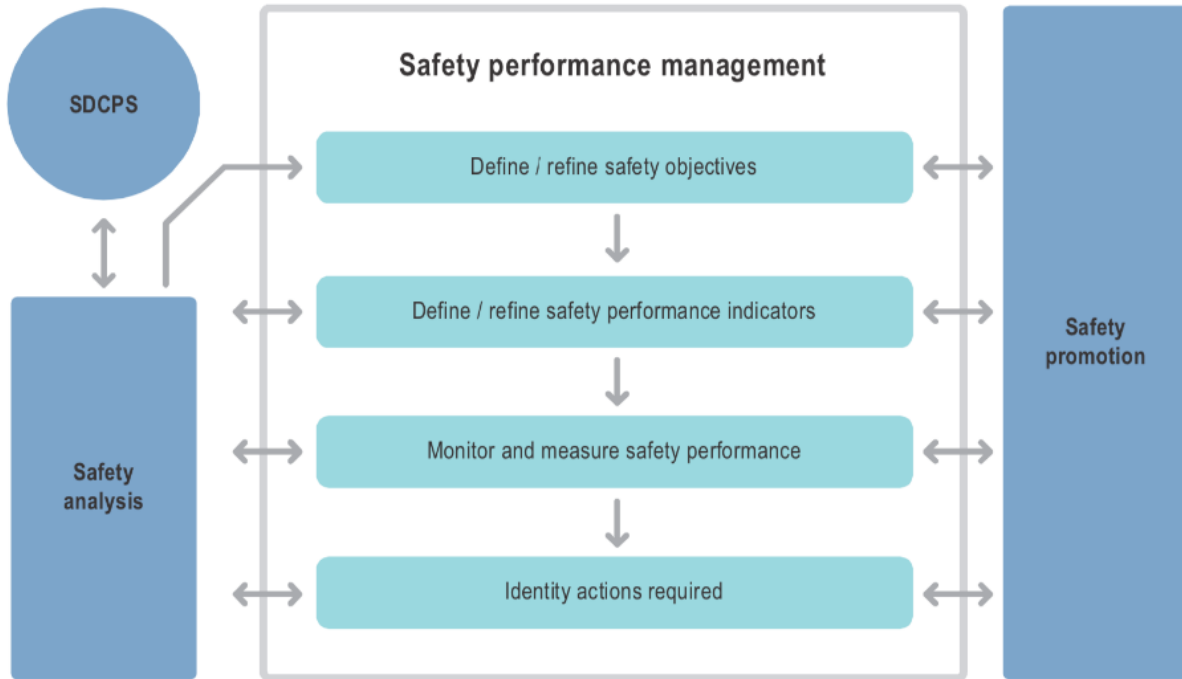 SDCPS
Safety performance management
Define / refine safety objectives
Define / refine safety performance indicators
Monitor and measure safety performance
Identity actions required
Safety
analysis
Safety
promotion